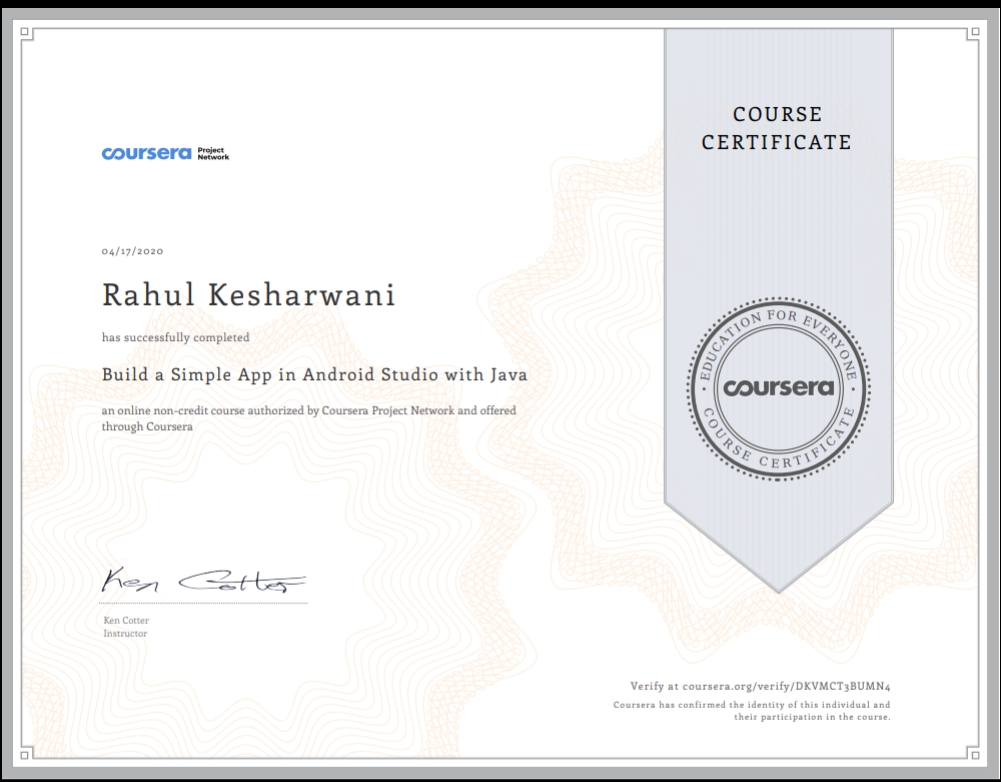 COURSE
CERTIFICATE
coursera Project
Network
04/17/2020
Rahul Kesharwani
has successfully completed
Build a Simple App in Android Studio with Java
an online non-credit course authorized by Coursera Project Network and offered
through Coursera
EDUCATION FOR EVERYONE
coursera
COURSE CERTIFICATE
Ken Cotter
Ken Cotter
Instructor
Verify at coursera.org/verify/DKVMCT3BUMN4
Coursera has confirmed the identity of this individual and
their participation in the course.